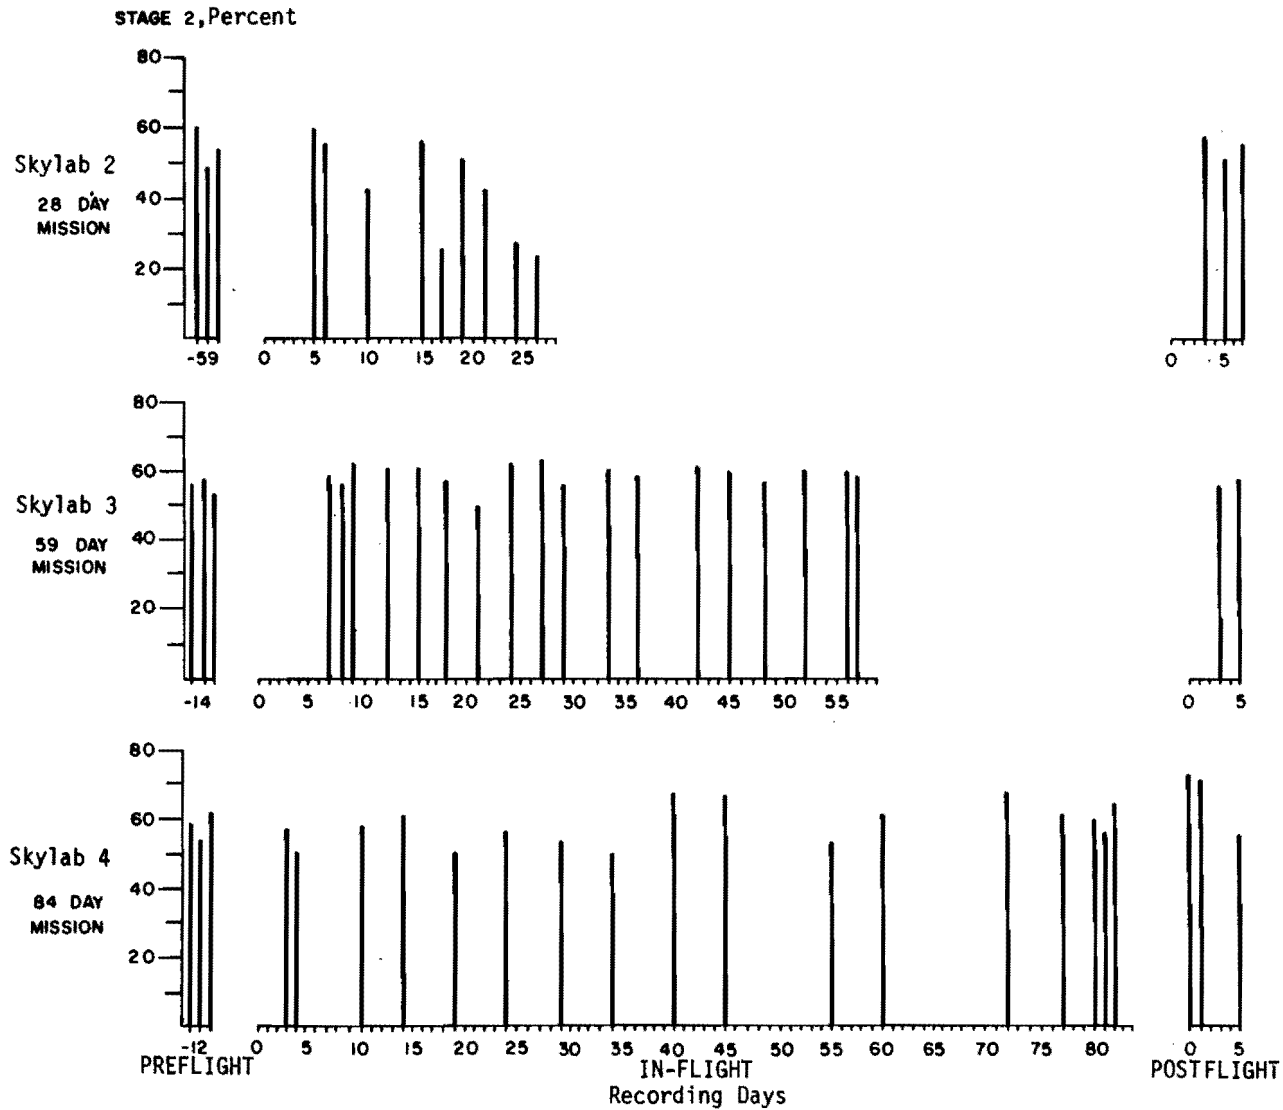 STAGE 2, Percent
80
60
40
20
Skylab 2
28 DAY
MISSION
-59
0 5 10 15 20 25
0 5
80
60
40
20
Skylab 3
59 DAY
MISSION
-14
0 5 10 15 20 25 30 35 40 45 50 55
0 5
80
60
40
20
Skylab 4
84 DAY
MISSION
-12
0 5 10 15 20 25 30 35 40 45 50 55 60 65 70 75 80
0 5
PREFLIGHT
IN-FLIGHT
POSTFLIGHT
Recording Days